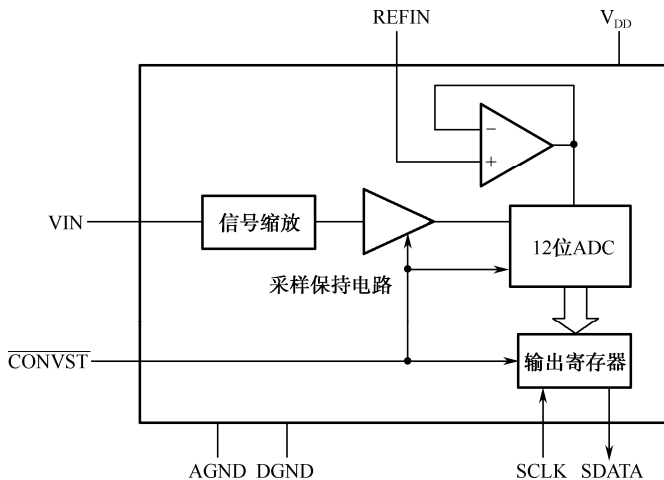 REFIN
V_DD
−
+
VIN
信号缩放
12位ADC
采样保持电路
CONVST
输出寄存器
AGND
DGND
SCLK
SDATA